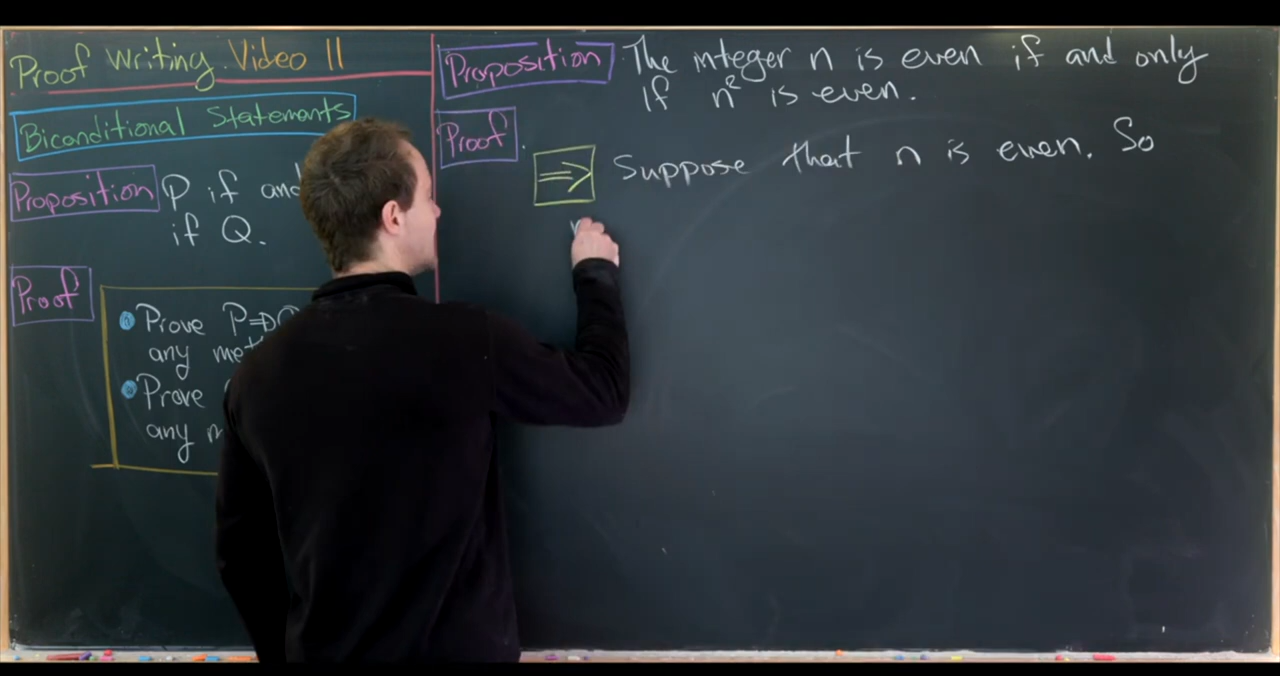 Proof Writing Video 11
Biconditional Statements
Proposition P if and
if Q.
Proof
Prove P⇒
any
Prove
any
Proposition The integer n is even if and only
if n² is even.
Proof.
⇒ Suppose that n is even. So